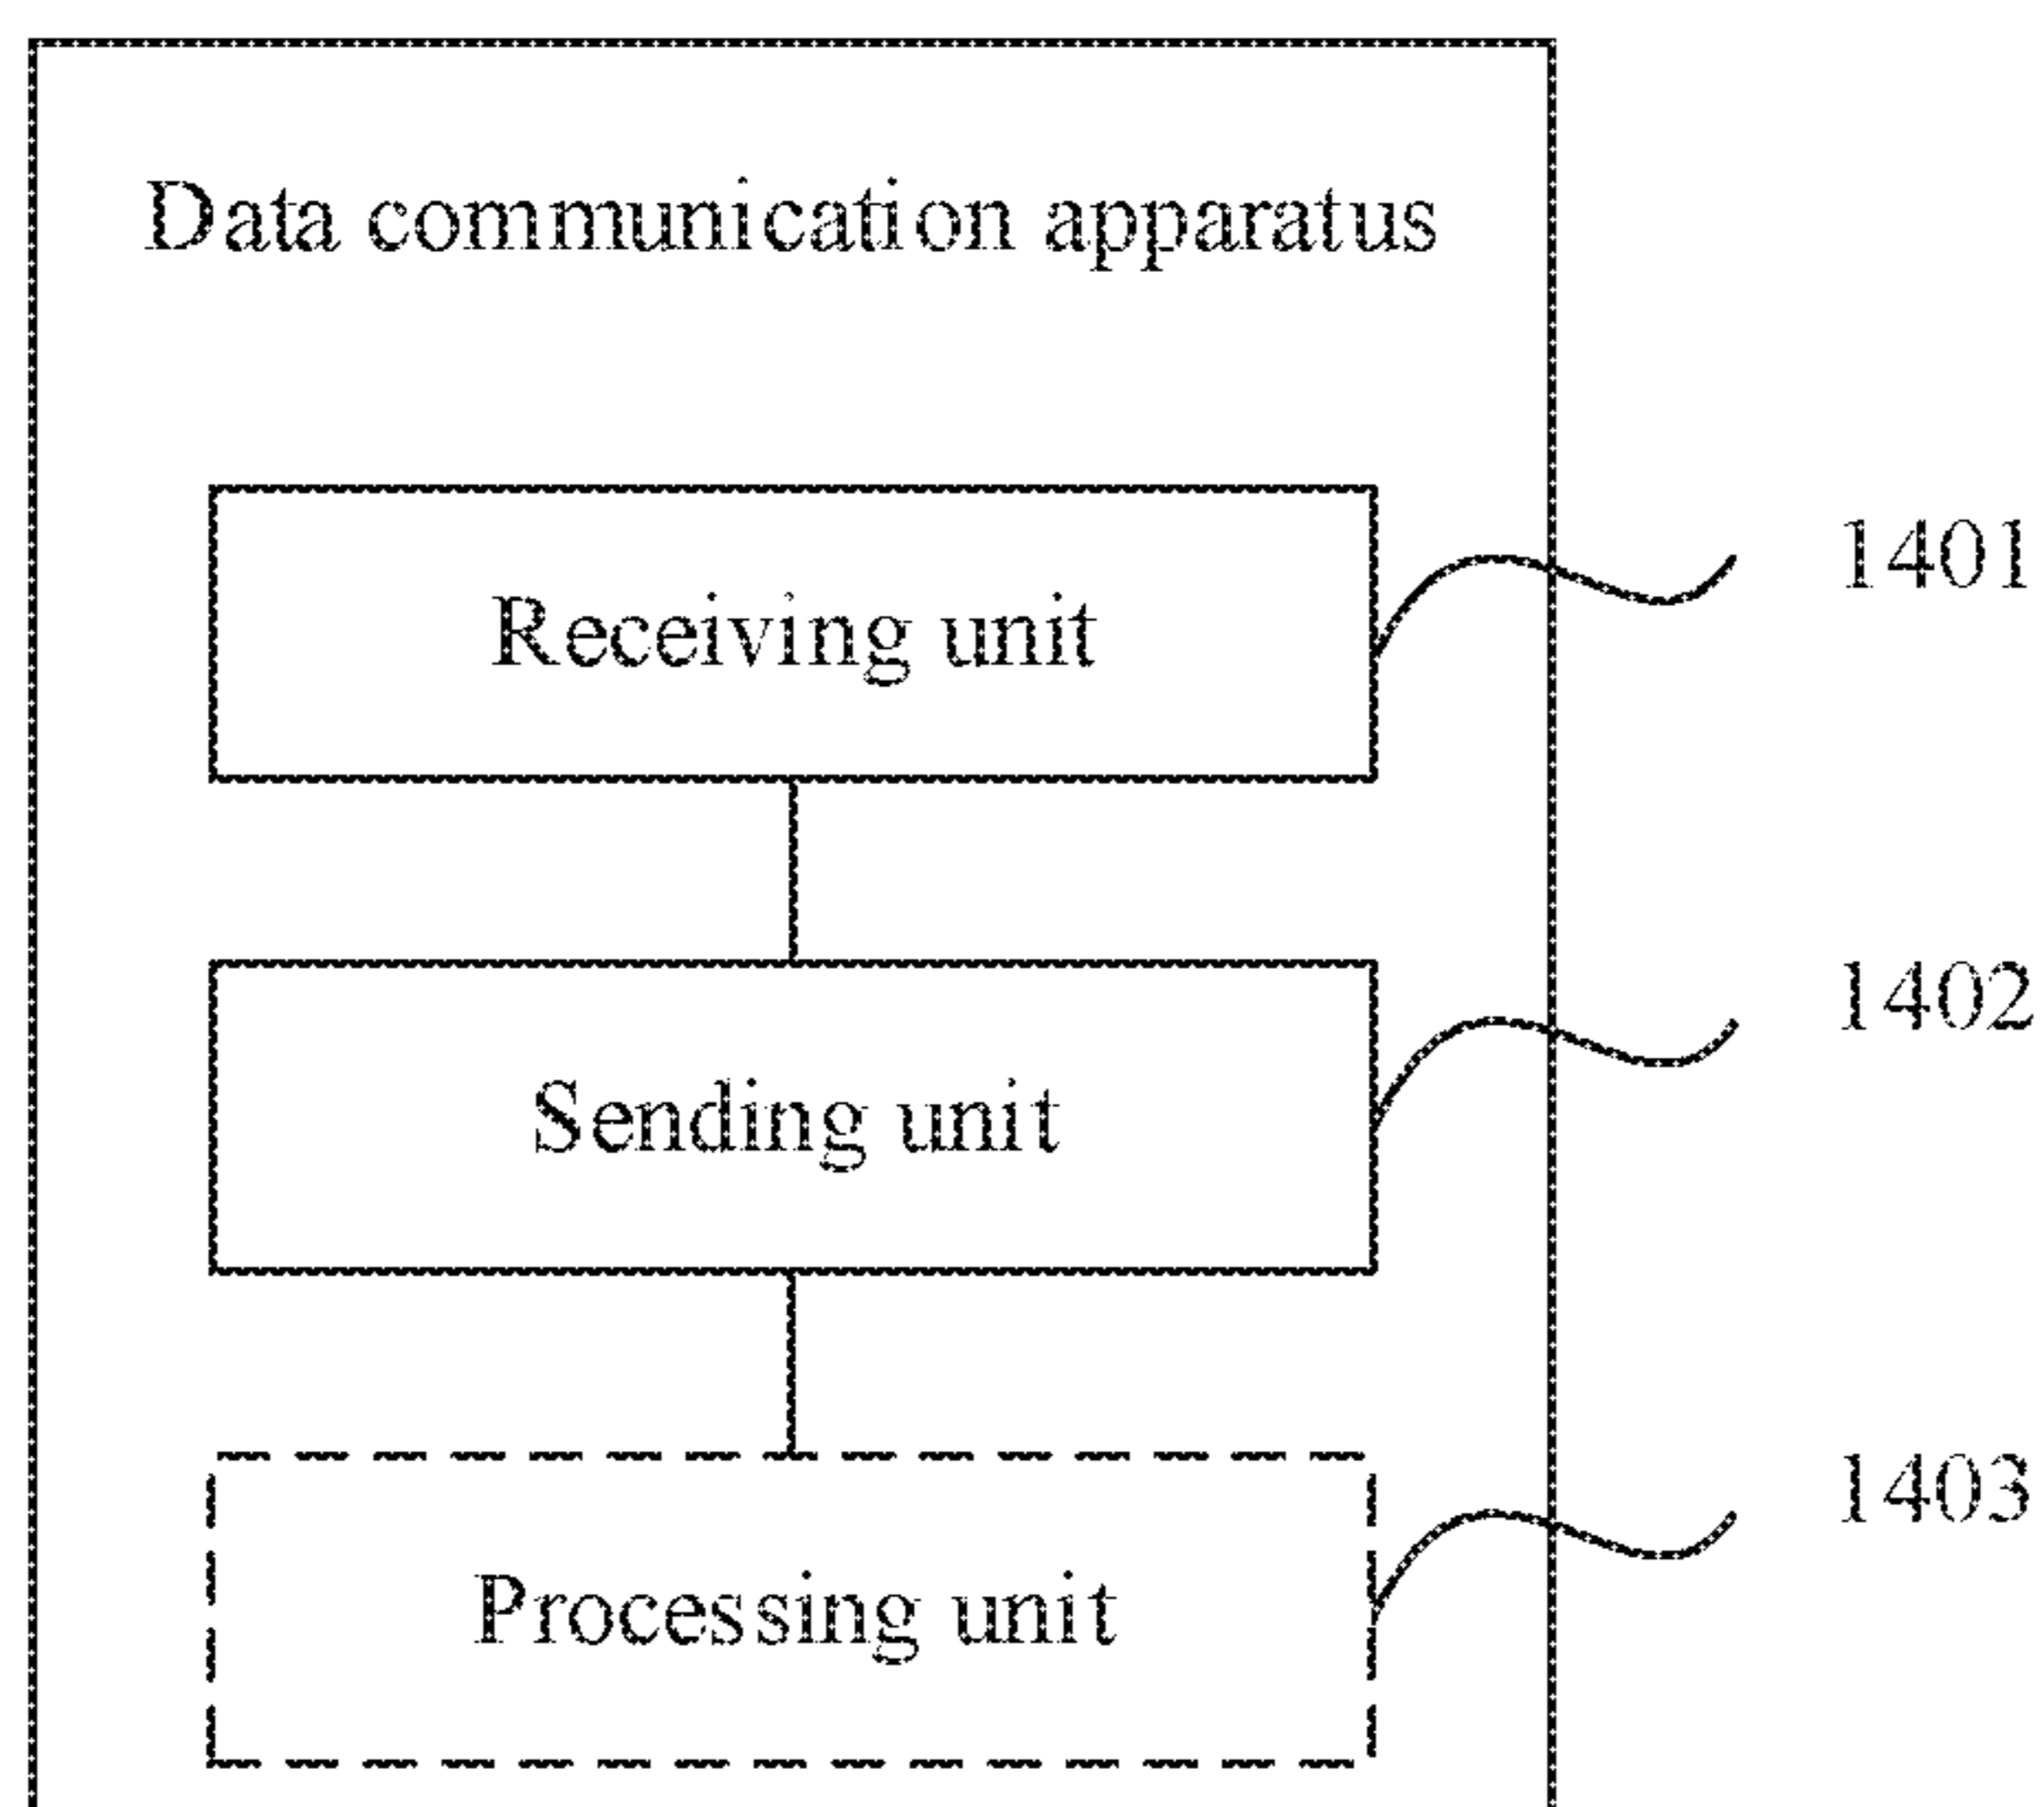 Data communication apparatus
Receiving unit
1401
Sending unit
1402
Processing unit
1403